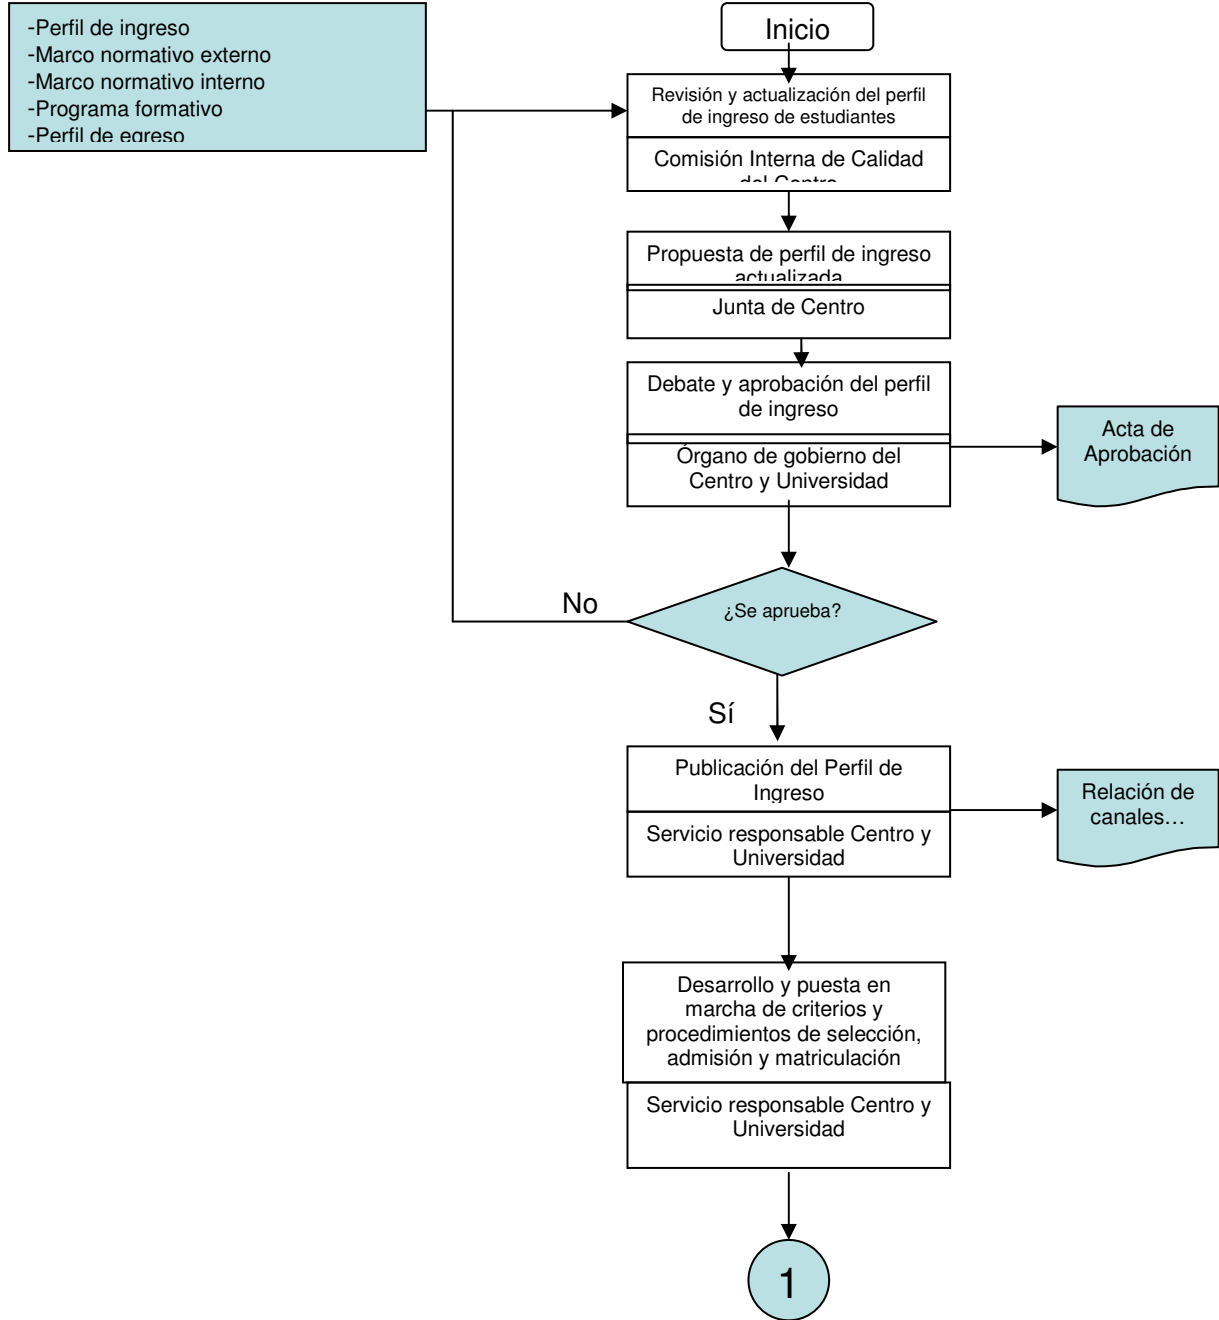 -Perfil de ingreso
-Marco normativo externo
-Marco normativo interno
-Programa formativo
-Perfil de egreso
Inicio
Revisión y actualización del perfil
de ingreso de estudiantes
Comisión Interna de Calidad
del Centro
Propuesta de perfil de ingreso
actualizada
Junta de Centro
Debate y aprobación del perfil
de ingreso
Órgano de gobierno del
Centro y Universidad
Acta de
Aprobación
¿Se aprueba?
No
Sí
Publicación del Perfil de
Ingreso
Servicio responsable Centro y
Universidad
Relación de
canales…
Desarrollo y puesta en
marcha de criterios y
procedimientos de selección,
admisión y matriculación
Servicio responsable Centro y
Universidad
1